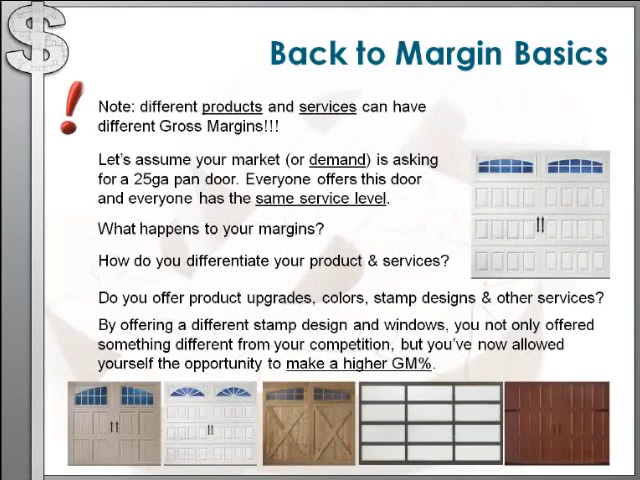 Back to Margin Basics
Note: different products and services can have
different Gross Margins!!!
Let's assume your market (or demand) is asking
for a 25ga pan door. Everyone offers this door
and everyone has the same service level.
What happens to your margins?
How do you differentiate your product & services?
Do you offer product upgrades, colors, stamp designs & other services?
By offering a different stamp design and windows, you not only offered
something different from your competition, but you've now allowed
yourself the opportunity to make a higher GM%.